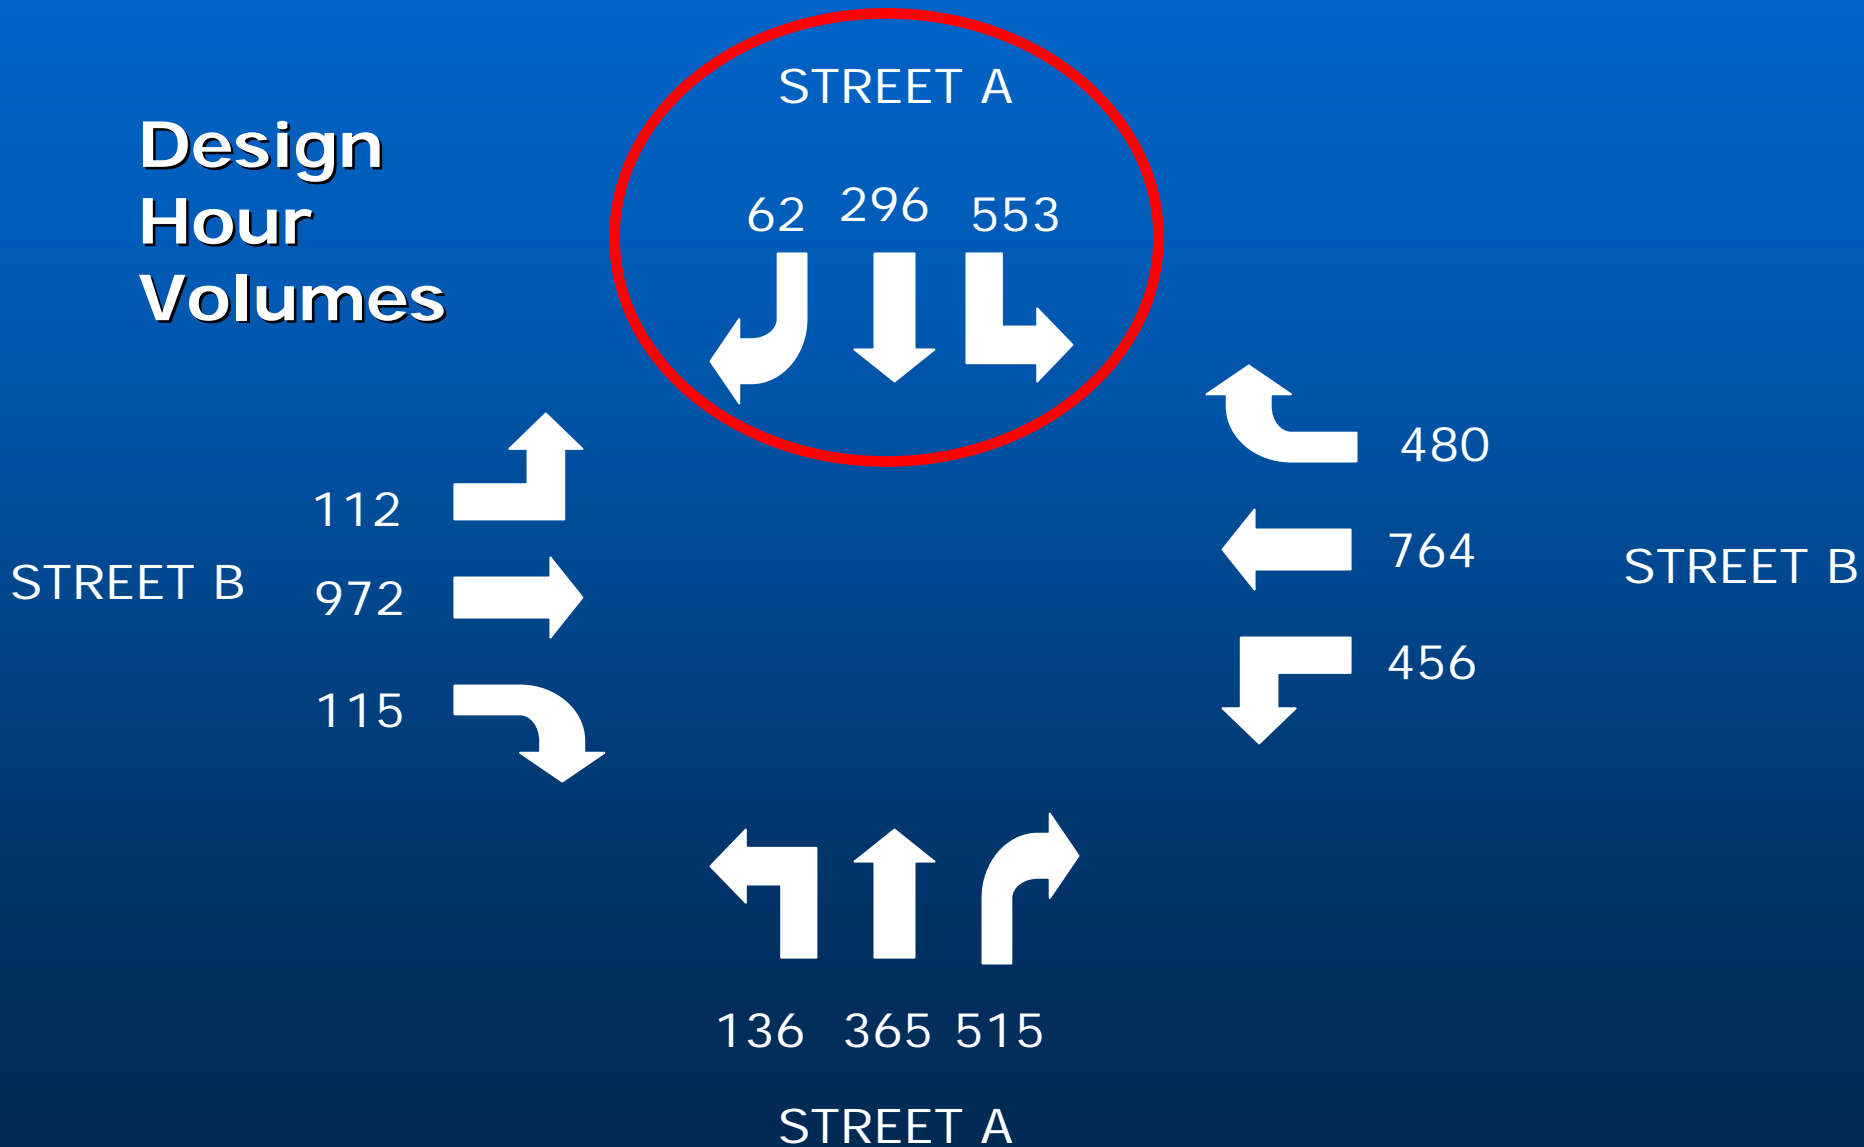 STREET A
Design
Hour
Volumes
62 296 553
480
112
764
STREET B
972
STREET B
456
115
136 365 515
STREET A